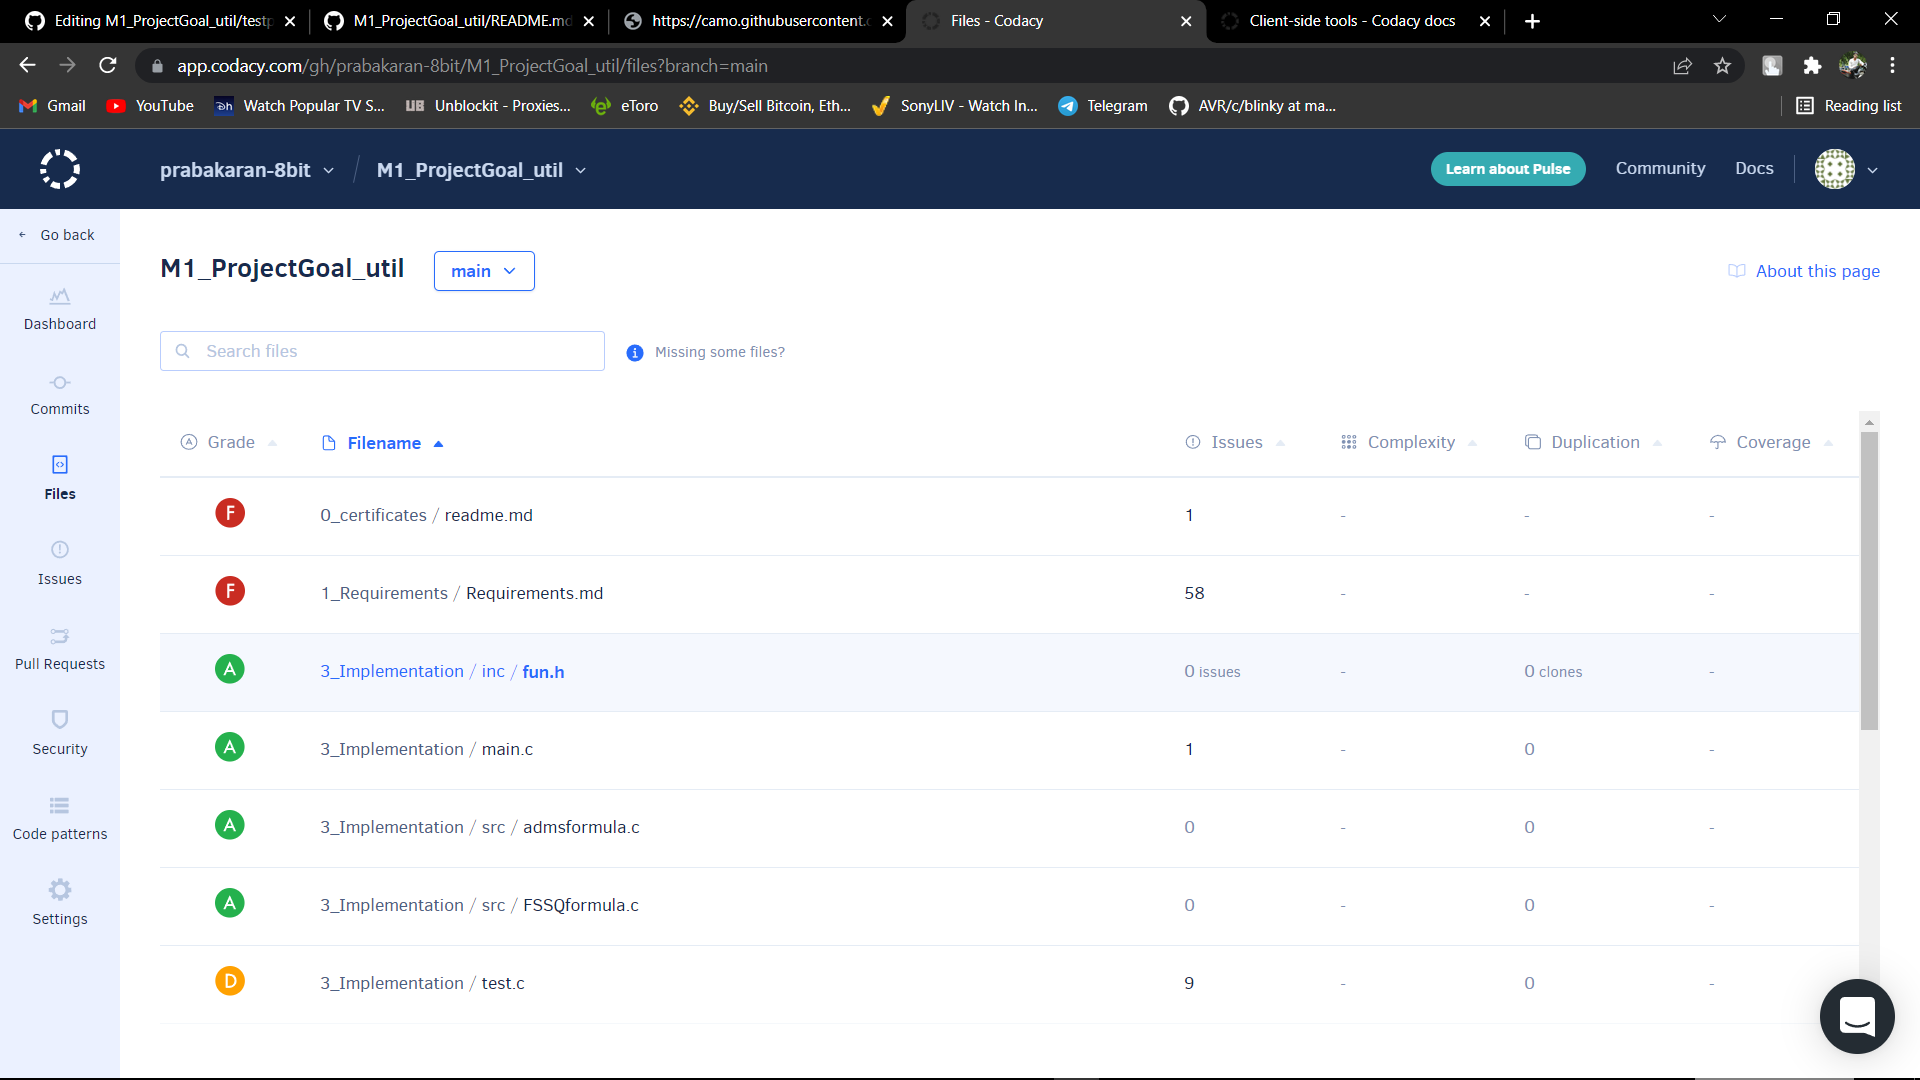 Editing M1_ProjectGoal_util/testp
M1_ProjectGoal_util/README.md
https://camo.githubusercontent.c
Files - Codacy
Client-side tools - Codacy docs
app.codacy.com/gh/prabakaran-8bit/M1_ProjectGoal_util/files?branch=main
Gmail
YouTube
Watch Popular TV S...
Unblockit - Proxies...
eToro
Buy/Sell Bitcoin, Eth...
SonyLIV - Watch In...
Telegram
AVR/c/blinky at ma...
Reading list
prabakaran-8bit / M1_ProjectGoal_util
Learn about Pulse
Community
Docs
Go back
Dashboard
Commits
Files
Issues
Pull Requests
Security
Code patterns
Settings
M1_ProjectGoal_util
main
About this page
Search files
Missing some files?
Grade Filename Issues Complexity Duplication Coverage
F 0_certificates / readme.md 1 - - -
F 1_Requirements / Requirements.md 58 - - -
A 3_Implementation / inc / fun.h 0 issues - 0 clones -
A 3_Implementation / main.c 1 - 0 -
A 3_Implementation / src / admsformula.c 0 - 0 -
A 3_Implementation / src / FSSQformula.c 0 - 0 -
D 3_Implementation / test.c 9 - 0 -